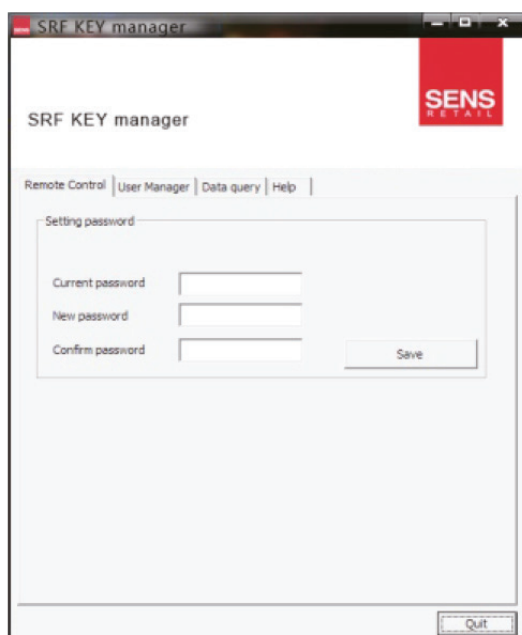 SRF KEY manager
SENS
RETAIL
SRF KEY manager
Remote Control User Manager Data query Help
Setting password
Current password
New password
Confirm password
Save
Quit